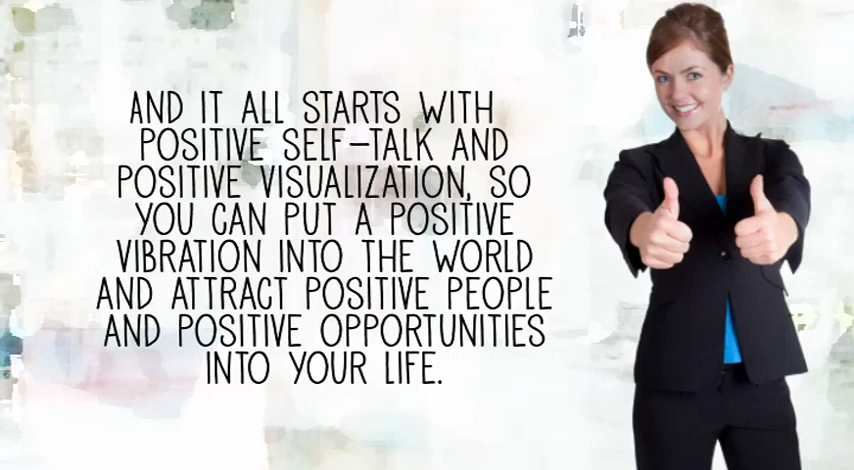 AND IT ALL STARTS WITH
POSITIVE SELF-TALK AND
POSITIVE VISUALIZATION, SO
YOU CAN PUT A POSITIVE
VIBRATION INTO THE WORLD
AND ATTRACT POSITIVE PEOPLE
AND POSITIVE OPPORTUNITIES
INTO YOUR LIFE.